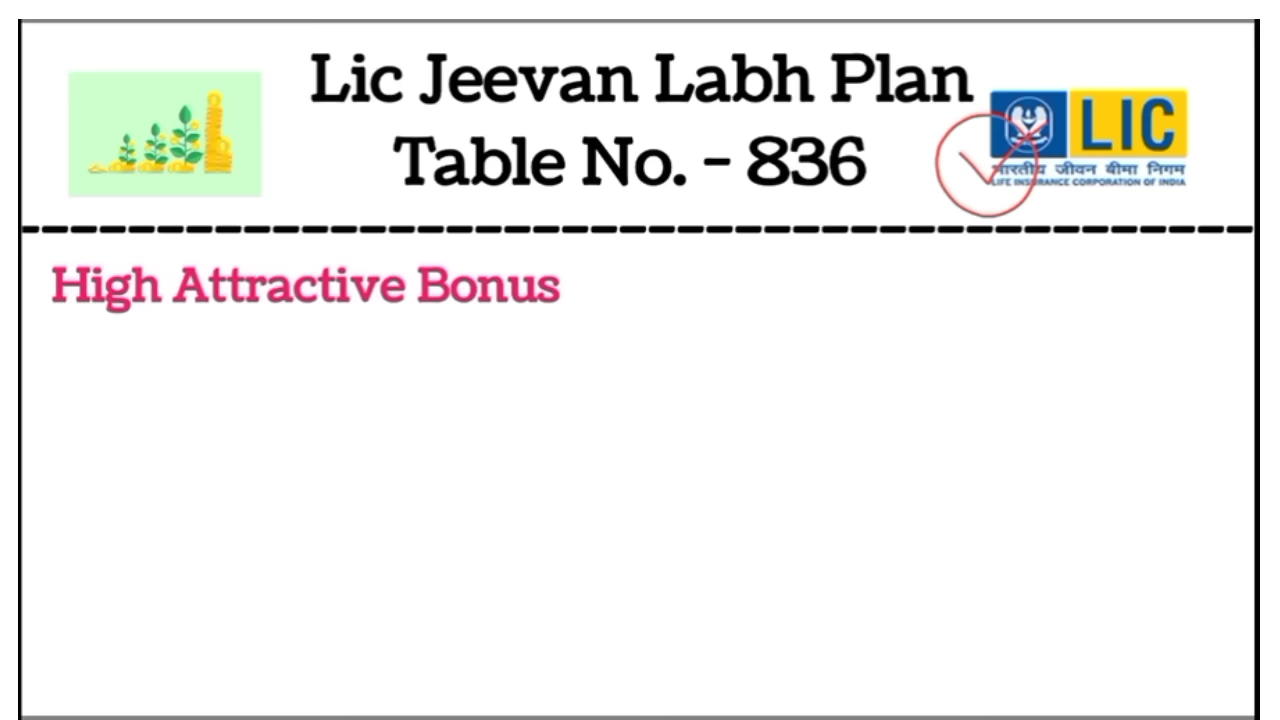 Lic Jeevan Labh Plan
Table No. - 836
LIC
भारतीय जीवन बीमा निगम
LIFE INSURANCE CORPORATION OF INDIA
High Attractive Bonus